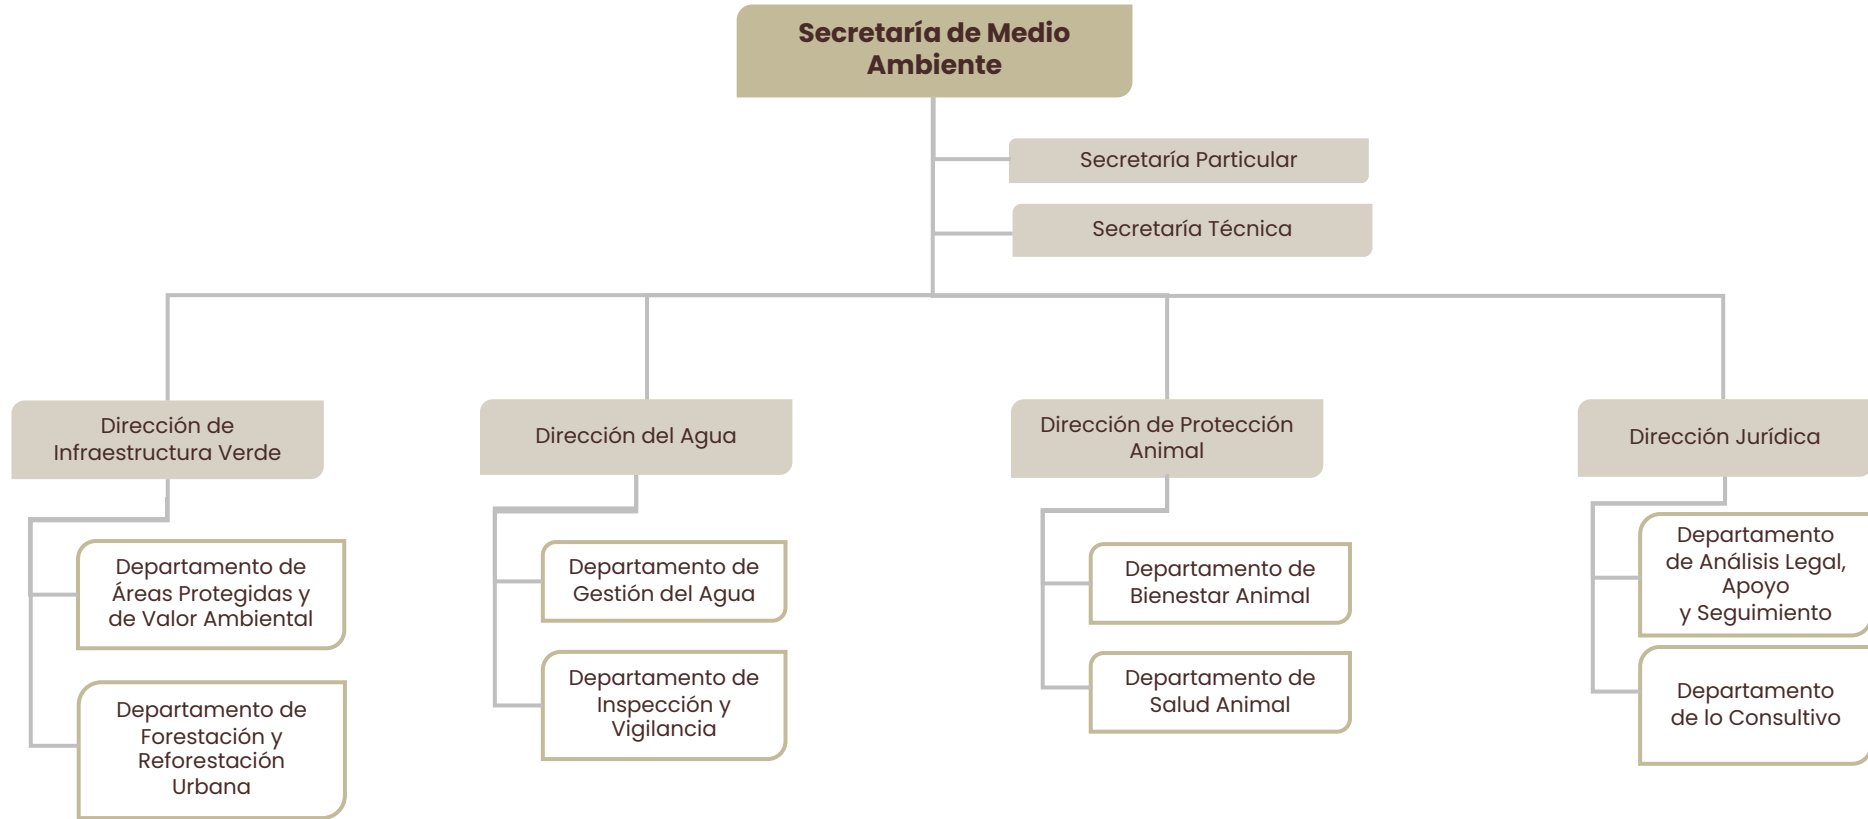 Secretaría de Medio
Ambiente
Secretaría Particular
Secretaría Técnica
Dirección de
Infraestructura Verde
Dirección del Agua
Dirección de Protección
Animal
Dirección Jurídica
Departamento de
Áreas Protegidas y
de Valor Ambiental
Departamento de
Forestación y
Reforestación
Urbana
Departamento de
Gestión del Agua
Departamento de
Inspección y
Vigilancia
Departamento de
Bienestar Animal
Departamento de
Salud Animal
Departamento
de Análisis Legal,
Apoyo
y Seguimiento
Departamento
de lo Consultivo